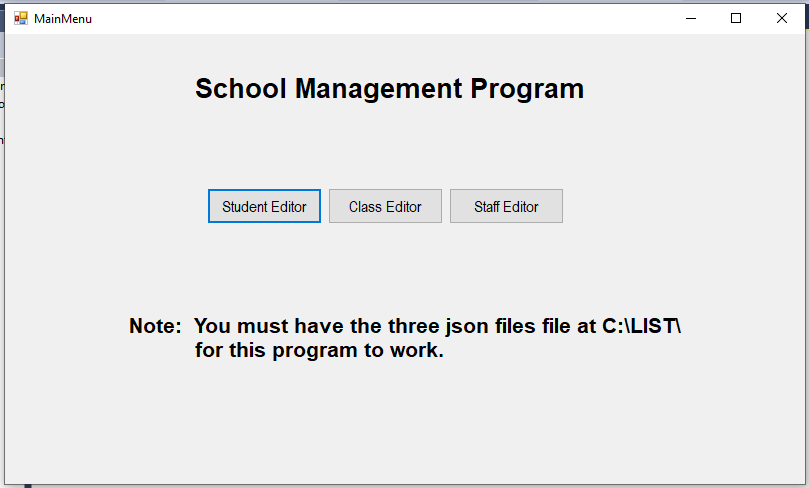 MainMenu
School Management Program
Student Editor Class Editor Staff Editor
Note: You must have the three json files file at C:\LIST\
for this program to work.